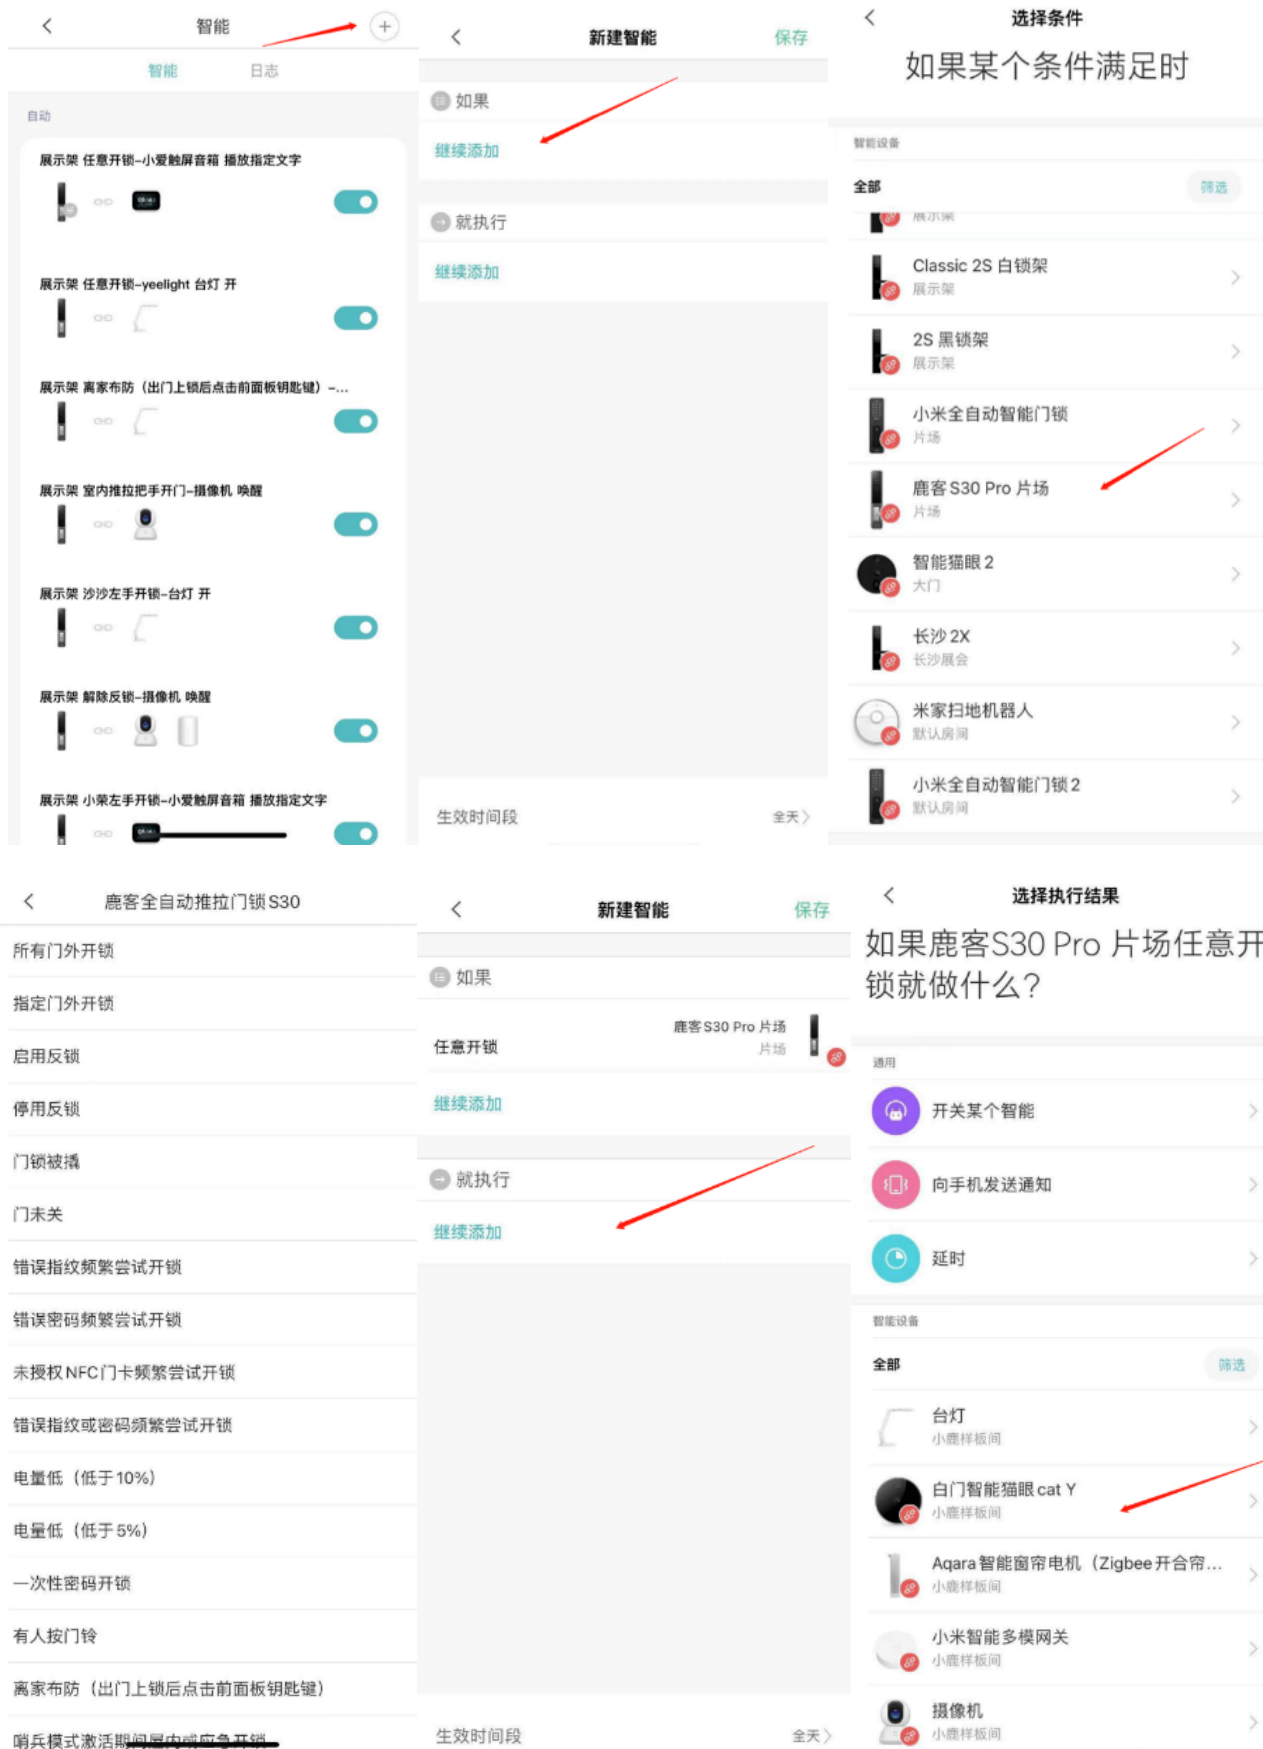 智能
智能
日志
自动
展示架 任意开锁-小爱触屏音箱 播放指定文字
展示架 任意开锁-yeelight 台灯 开
展示架 离家布防（出门上锁后点击前面板钥匙键）-...
展示架 室内推拉把手开门-摄像机 唤醒
展示架 沙沙左手开锁-台灯 开
展示架 解除反锁-摄像机 唤醒
展示架 小荣左手开锁-小爱触屏音箱 播放指定文字
新建智能
保存
如果
继续添加
就执行
继续添加
生效时间段
全天
选择条件
如果某个条件满足时
智能设备
全部
筛选
展示架
Classic 2S 白锁架
展示架
2S 黑锁架
展示架
小米全自动智能门锁
片场
鹿客 S30 Pro 片场
片场
智能猫眼 2
大门
长沙 2X
长沙展会
米家扫地机器人
默认房间
小米全自动智能门锁 2
默认房间
鹿客全自动推拉门锁 S30
所有门外开锁
指定门外开锁
启用反锁
停用反锁
门锁被撬
门未关
错误指纹频繁尝试开锁
错误密码频繁尝试开锁
未授权 NFC 门卡频繁尝试开锁
错误指纹或密码频繁尝试开锁
电量低（低于 10%）
电量低（低于 5%）
一次性密码开锁
有人按门铃
离家布防（出门上锁后点击前面板钥匙键）
哨兵模式激活期间屋内或应急开锁
新建智能
保存
如果
任意开锁
鹿客 S30 Pro 片场
片场
继续添加
就执行
继续添加
生效时间段
全天
选择执行结果
如果鹿客S30 Pro 片场任意开
锁就做什么?
通用
开关某个智能
向手机发送通知
延时
智能设备
全部
筛选
台灯
小鹿样板间
白门智能猫眼 cat Y
小鹿样板间
Aqara 智能窗帘电机（Zigbee 开合帘...
小鹿样板间
小米智能多模网关
小鹿样板间
摄像机
小鹿样板间